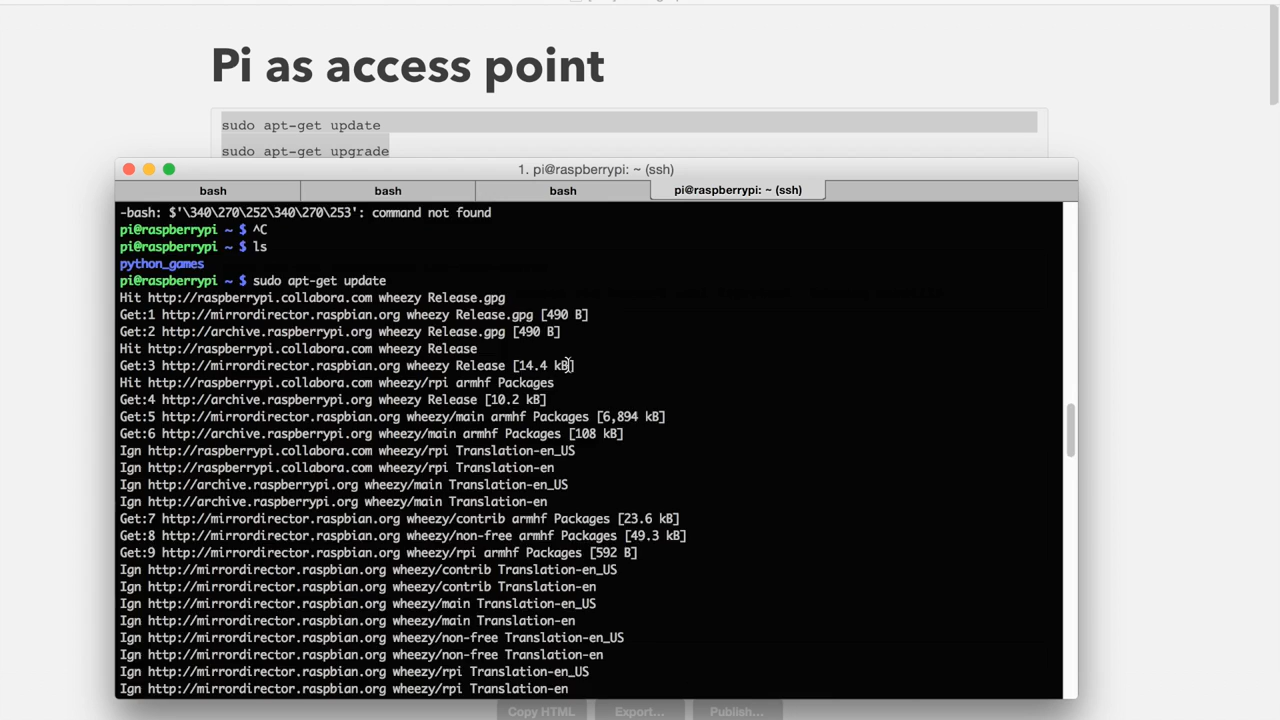 Pi as access point
sudo apt-get update
sudo apt-get upgrade
1. pi@raspberrypi: ~ (ssh)
bash
bash
bash
pi@raspberrypi: ~ (ssh)
-bash: $'\340\270\252\340\270\253': command not found
pi@raspberrypi ~ $ ^C
pi@raspberrypi ~ $ ls
python_games
pi@raspberrypi ~ $ sudo apt-get update
Hit http://raspberrypi.collabora.com wheezy Release.gpg
Get:1 http://mirrordirector.raspbian.org wheezy Release.gpg [490 B]
Get:2 http://archive.raspberrypi.org wheezy Release.gpg [490 B]
Hit http://raspberrypi.collabora.com wheezy Release
Get:3 http://mirrordirector.raspbian.org wheezy Release [14.4 kB]
Hit http://raspberrypi.collabora.com wheezy/rpi armhf Packages
Get:4 http://archive.raspberrypi.org wheezy Release [10.2 kB]
Get:5 http://mirrordirector.raspbian.org wheezy/main armhf Packages [6,894 kB]
Get:6 http://archive.raspberrypi.org wheezy/main armhf Packages [108 kB]
Ign http://raspberrypi.collabora.com wheezy/rpi Translation-en_US
Ign http://raspberrypi.collabora.com wheezy/rpi Translation-en
Ign http://archive.raspberrypi.org wheezy/main Translation-en_US
Ign http://archive.raspberrypi.org wheezy/main Translation-en
Get:7 http://mirrordirector.raspbian.org wheezy/contrib armhf Packages [23.6 kB]
Get:8 http://mirrordirector.raspbian.org wheezy/non-free armhf Packages [49.3 kB]
Get:9 http://mirrordirector.raspbian.org wheezy/rpi armhf Packages [592 B]
Ign http://mirrordirector.raspbian.org wheezy/contrib Translation-en_US
Ign http://mirrordirector.raspbian.org wheezy/contrib Translation-en
Ign http://mirrordirector.raspbian.org wheezy/main Translation-en_US
Ign http://mirrordirector.raspbian.org wheezy/main Translation-en
Ign http://mirrordirector.raspbian.org wheezy/non-free Translation-en_US
Ign http://mirrordirector.raspbian.org wheezy/non-free Translation-en
Ign http://mirrordirector.raspbian.org wheezy/rpi Translation-en_US
Ign http://mirrordirector.raspbian.org wheezy/rpi Translation-en
Copy HTML
Export...
Publish...